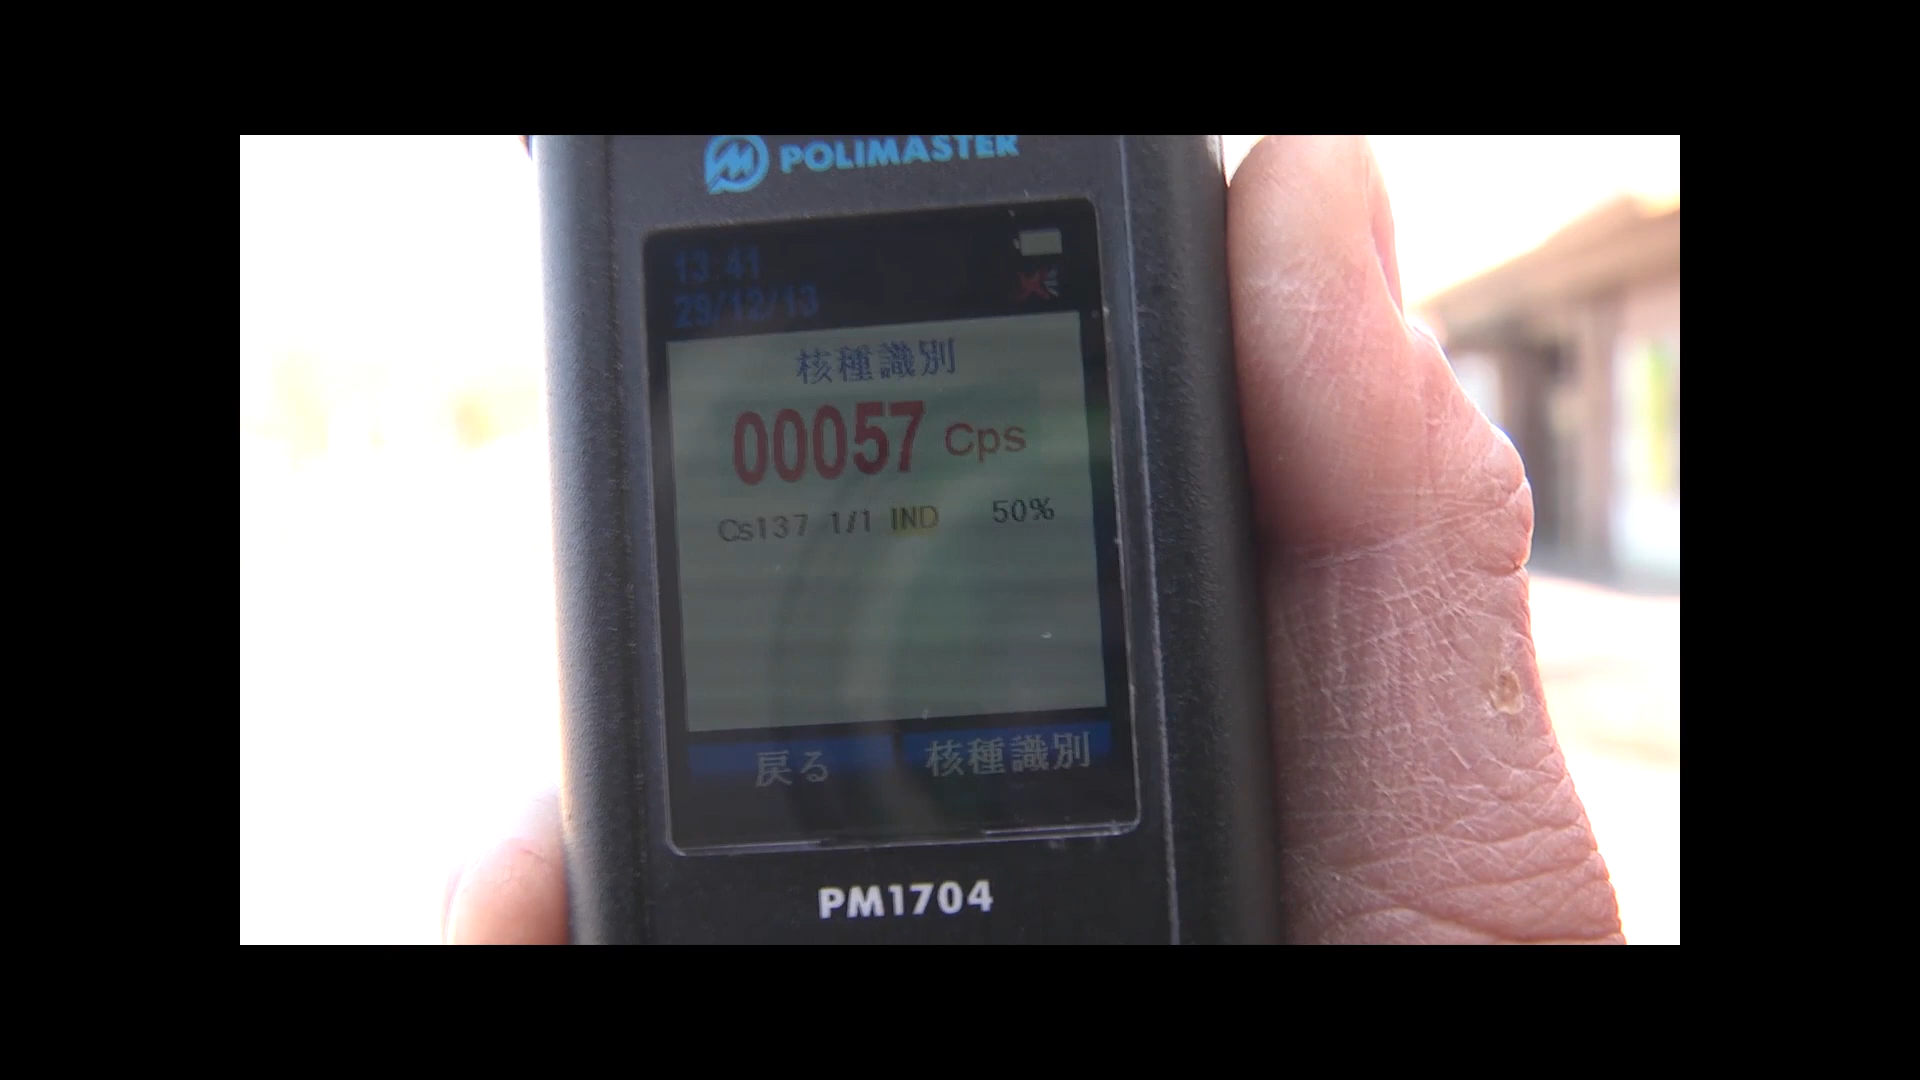 POLIMASTER
13:41
29/12/13
核種識別
00057 Cps
Cs137 1/1 IND 50%
戻る 核種識別
PM1704